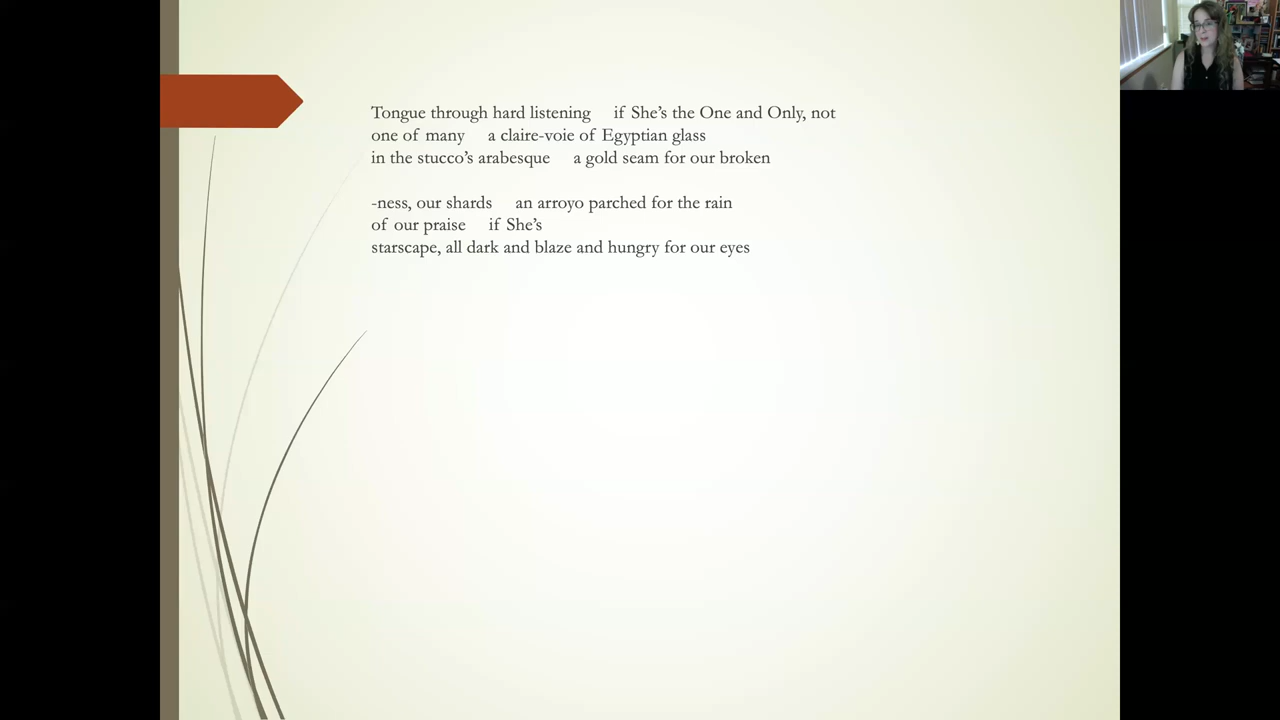 Tongue through hard listening     if She's the One and Only, not
one of many     a claire-voie of Egyptian glass
in the stucco's arabesque     a gold seam for our broken
-ness, our shards     an arroyo parched for the rain
of our praise     if She's
starscape, all dark and blaze and hungry for our eyes